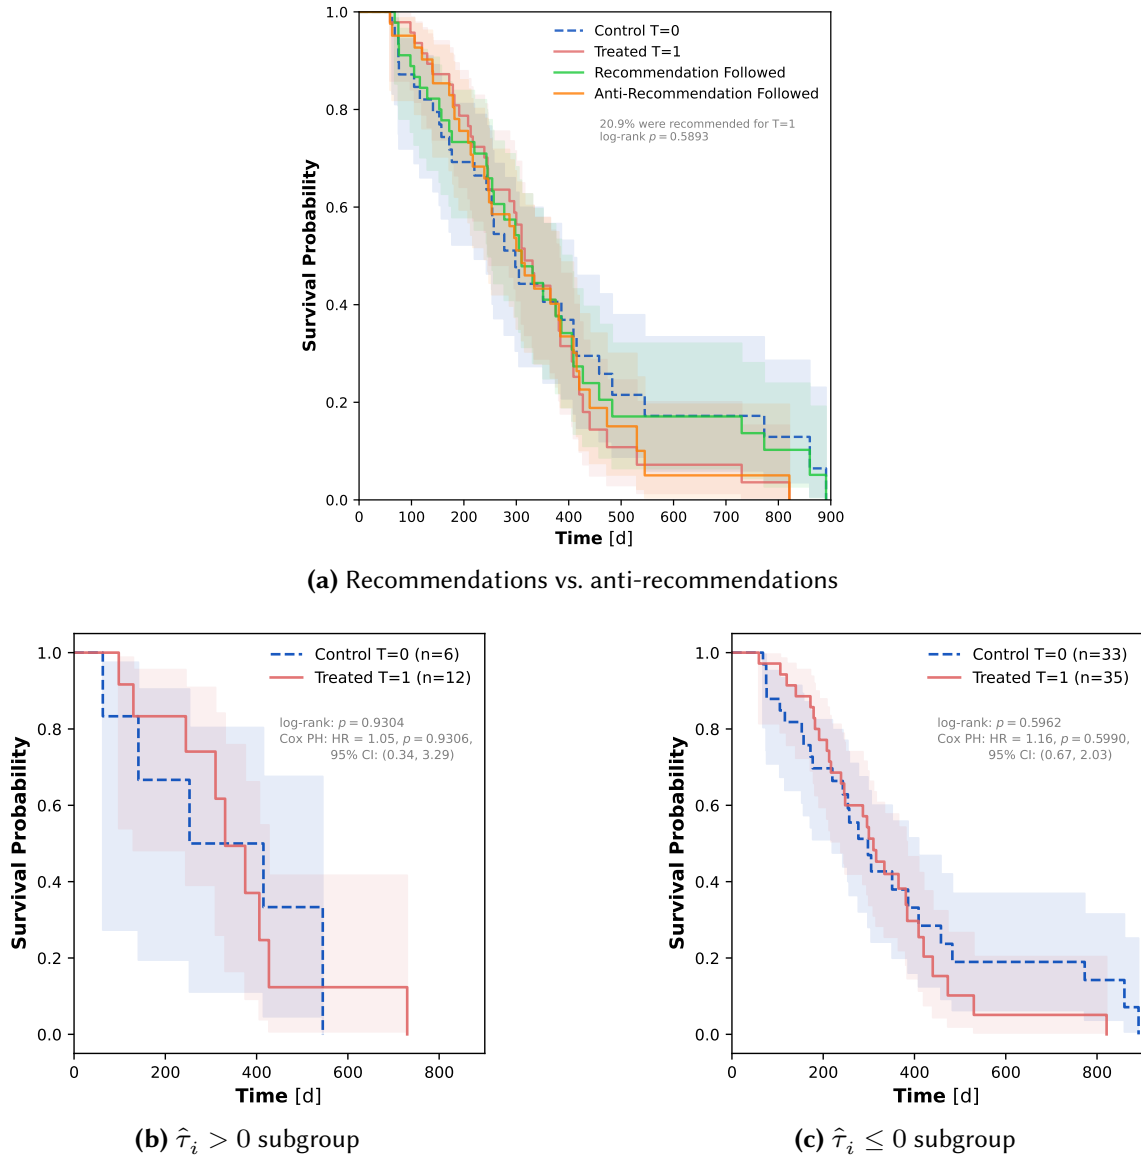 Control T=0
Treated T=1
Recommendation Followed
Anti-Recommendation Followed
20.9% were recommended for T=1
log-rank p = 0.5893
Survival Probability
1.0
0.8
0.6
0.4
0.2
0.0
0 100 200 300 400 500 600 700 800 900
Time [d]
(a) Recommendations vs. anti-recommendations
Control T=0 (n=6)
Treated T=1 (n=12)
log-rank: p = 0.9304
Cox PH: HR = 1.05, p = 0.9306,
95% CI: (0.34, 3.29)
Survival Probability
1.0
0.8
0.6
0.4
0.2
0.0
0 200 400 600 800
Time [d]
(b) τ̂ᵢ > 0 subgroup
Control T=0 (n=33)
Treated T=1 (n=35)
log-rank: p = 0.5962
Cox PH: HR = 1.16, p = 0.5990,
95% CI: (0.67, 2.03)
Survival Probability
1.0
0.8
0.6
0.4
0.2
0.0
0 200 400 600 800
Time [d]
(c) τ̂ᵢ ≤ 0 subgroup